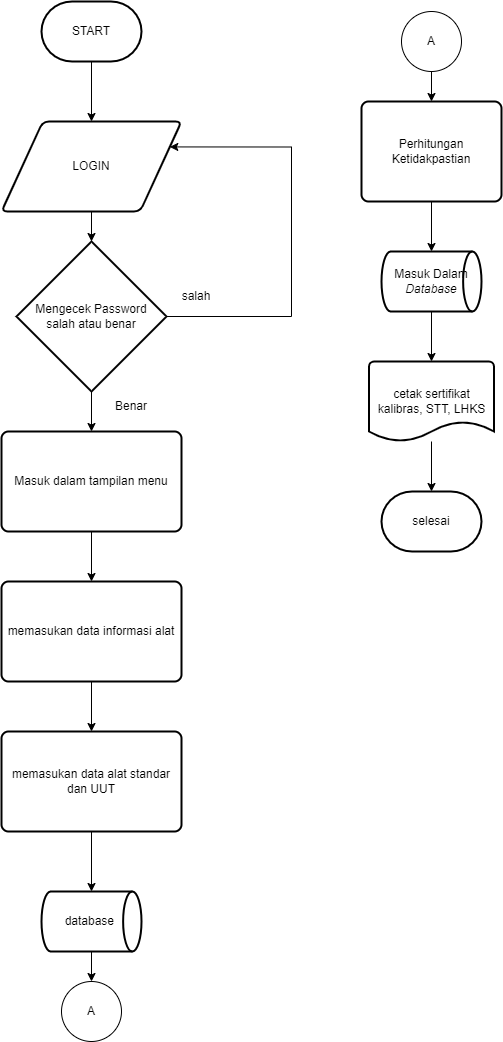 START
LOGIN
Mengecek Password
salah atau benar
salah
Benar
Masuk dalam tampilan menu
memasukan data informasi alat
memasukan data alat standar
dan UUT
database
A
A
Perhitungan
Ketidakpastian
Masuk Dalam
Database
cetak sertifikat
kalibras, STT, LHKS
selesai